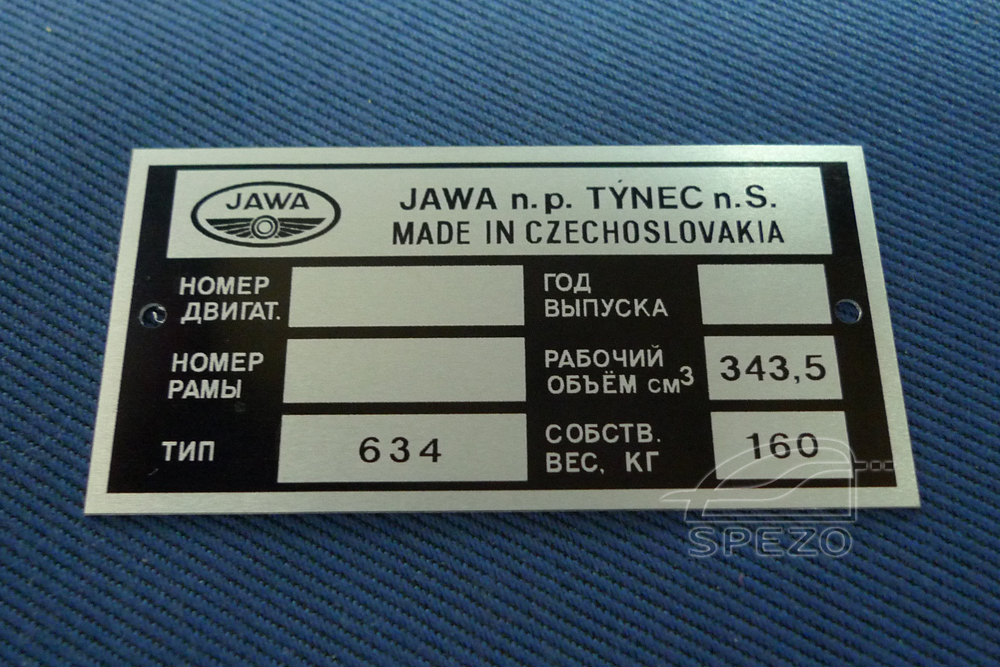 JAWA
JAWA n.p. TÝNEC n.S.
MADE IN CZECHOSLOVAKIA
НОМЕР
ДВИГАТ.
ГОД
ВЫПУСКА
НОМЕР
РАМЫ
РАБОЧИЙ
ОБЪЁМ см³
343,5
ТИП
634
СОБСТВ.
ВЕС, КГ
160
SPEZO